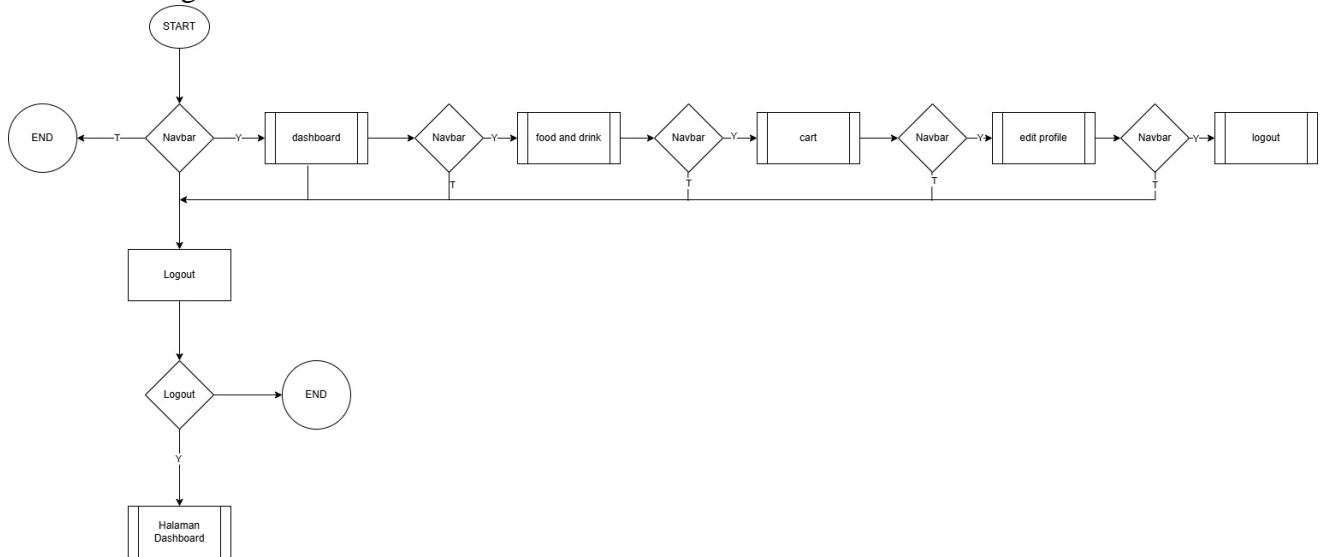 START
END
T
Navbar
Y
dashboard
Navbar
Y
food and drink
Navbar
Y
cart
Navbar
Y
edit profile
Navbar
Y
logout
T
T
T
T
Logout
Logout
END
Y
Halaman
Dashboard